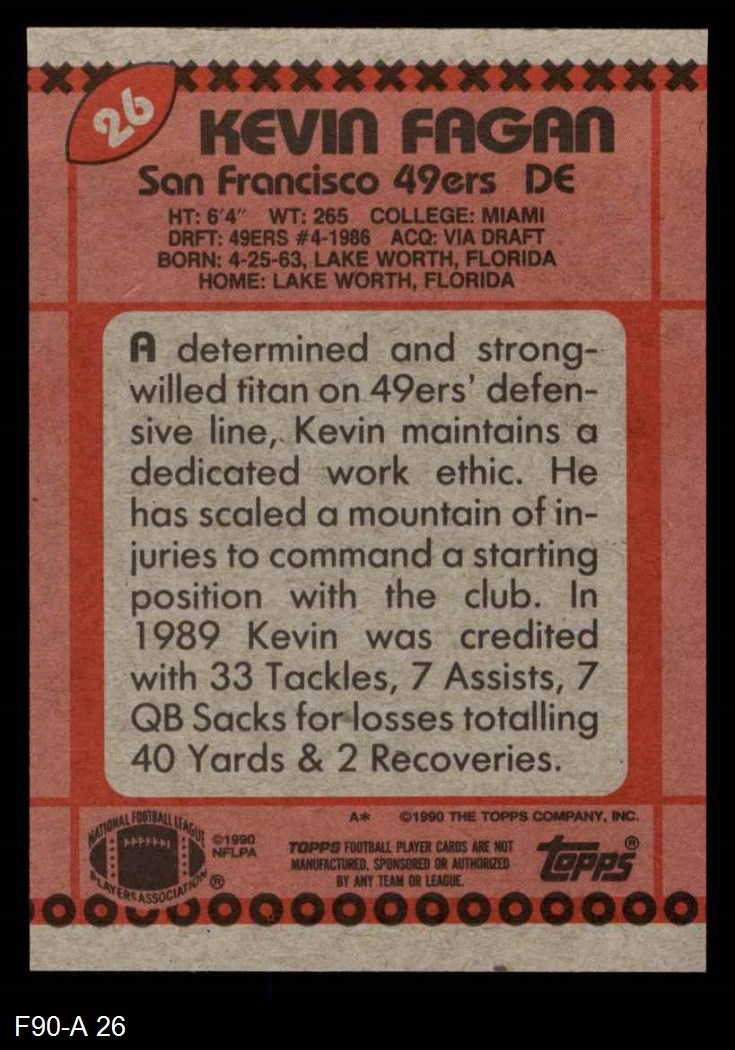 26
KEVIN FAGAN
San Francisco 49ers DE
HT: 6'4" WT: 265 COLLEGE: MIAMI
DRFT: 49ERS #4-1986 ACQ: VIA DRAFT
BORN: 4-25-63, LAKE WORTH, FLORIDA
HOME: LAKE WORTH, FLORIDA
A determined and strong-
willed titan on 49ers' defen-
sive line, Kevin maintains a
dedicated work ethic. He
has scaled a mountain of in-
juries to command a starting
position with the club. In
1989 Kevin was credited
with 33 Tackles, 7 Assists, 7
QB Sacks for losses totalling
40 Yards & 2 Recoveries.
A* ©1990 THE TOPPS COMPANY, INC.
NATIONAL FOOTBALL LEAGUE
PLAYERS ASSOCIATION ®
©1990
NFLPA
TOPPS FOOTBALL PLAYER CARDS ARE NOT
MANUFACTURED, SPONSORED OR AUTHORIZED
BY ANY TEAM OR LEAGUE.
topps®
F90-A 26